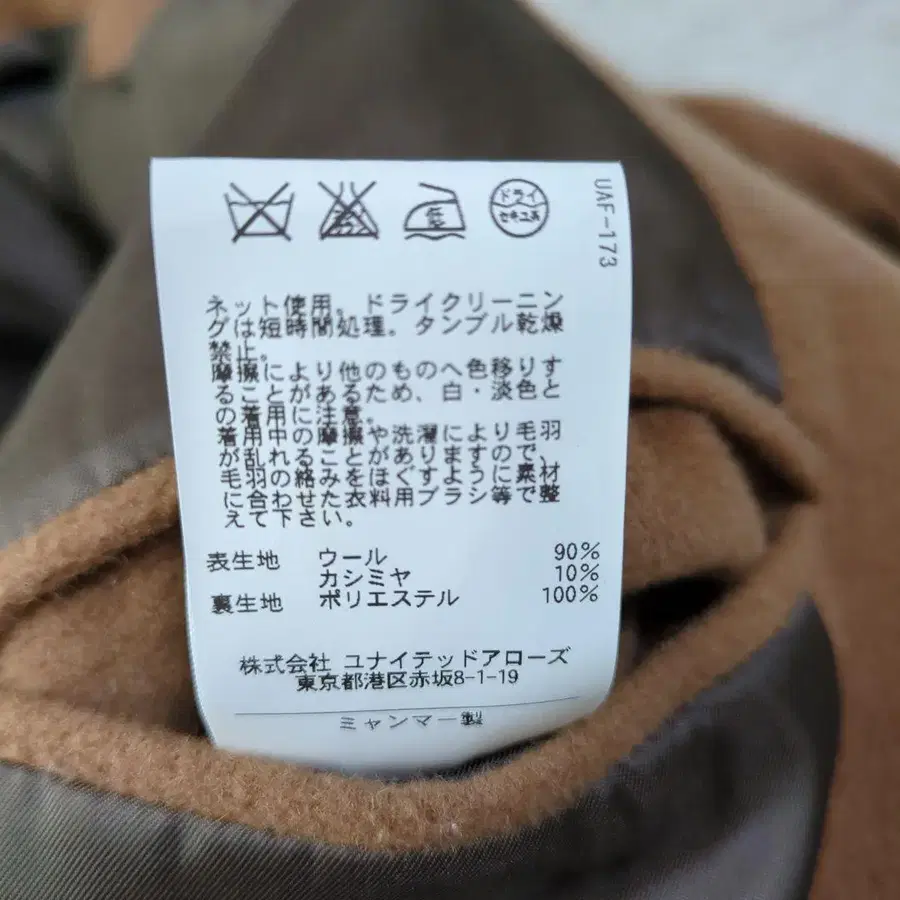 ドライ
セキユ系
低
UAF-173
ネット使用。ドライクリーニン
グは短時間処理。タンブル乾燥
禁止。
摩擦により他のものへ色移りす
ることがあるため、白・淡色と
の着用に注意。
着用中の摩擦や洗濯により毛羽
が乱れることがありますので、
毛羽の絡みをほぐすように素材
に合わせた衣料用ブラシ等で整
えて下さい。
表生地 ウール 90%
カシミヤ 10%
裏生地 ポリエステル 100%
株式会社 ユナイテッドアローズ
東京都港区赤坂8-1-19
ミャンマー製